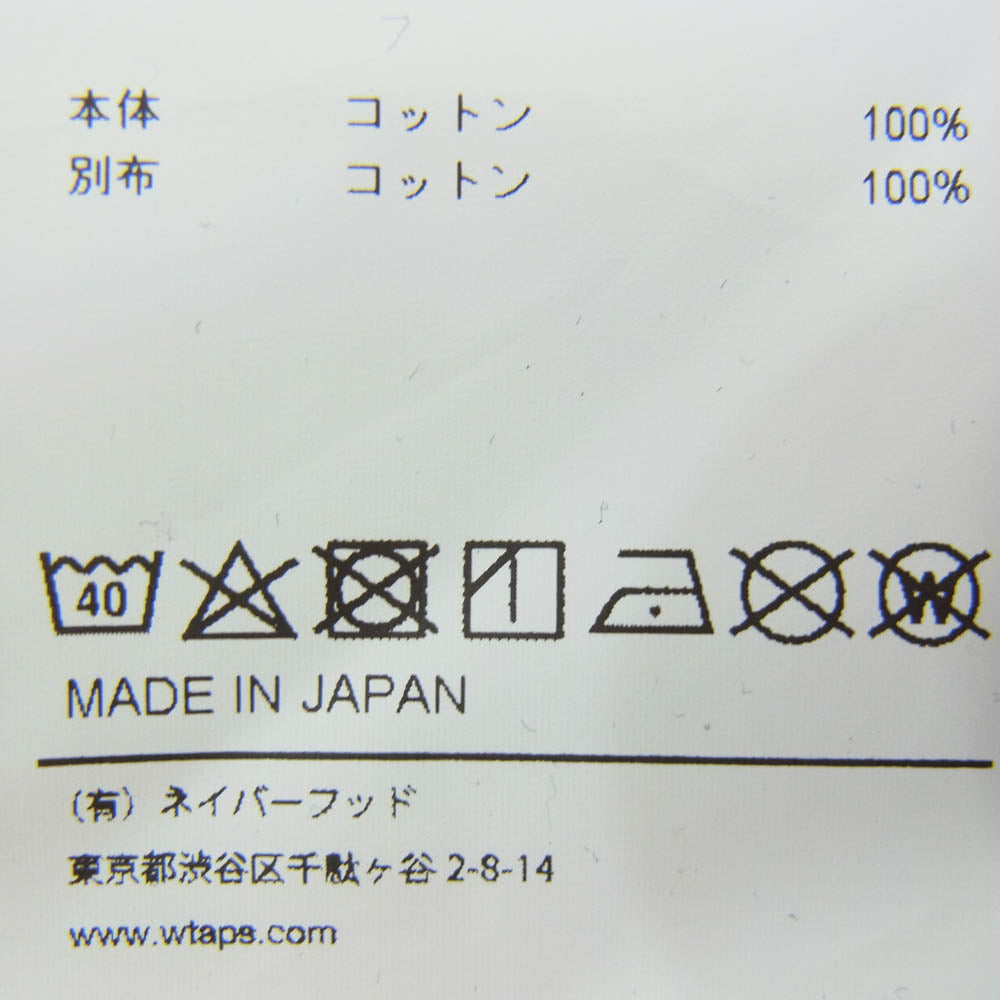 本体 コットン 100%
別布 コットン 100%
40 W
MADE IN JAPAN
(有) ネイバーフッド
東京都渋谷区千駄ヶ谷 2-8-14
www.wtaps.com